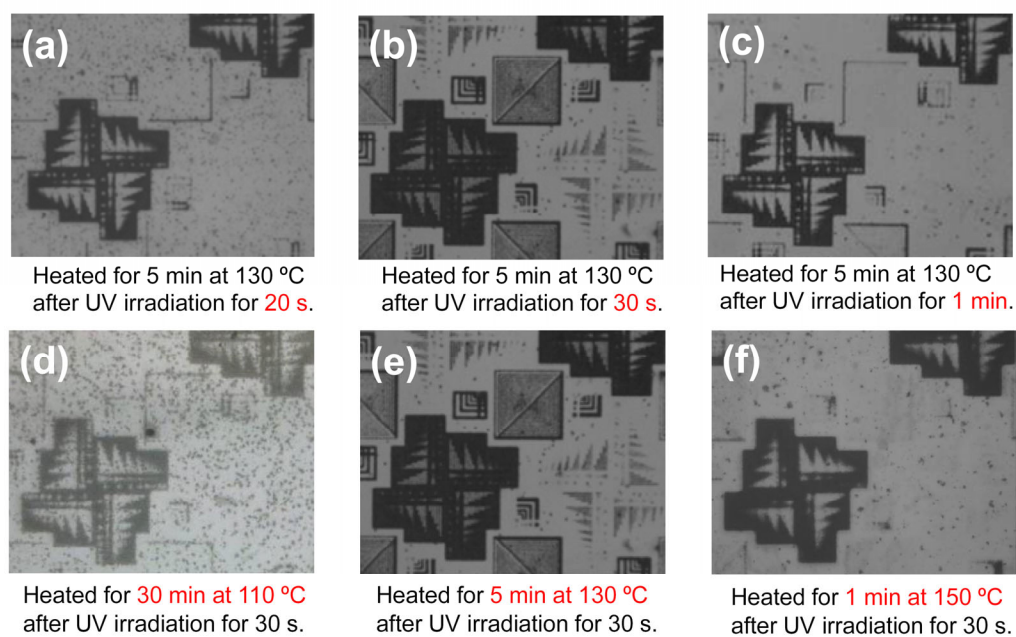 (a)
(b)
(c)
Heated for 5 min at 130 ºC
after UV irradiation for 20 s.
Heated for 5 min at 130 ºC
after UV irradiation for 30 s.
Heated for 5 min at 130 ºC
after UV irradiation for 1 min.
(d)
(e)
(f)
Heated for 30 min at 110 ºC
after UV irradiation for 30 s.
Heated for 5 min at 130 ºC
after UV irradiation for 30 s.
Heated for 1 min at 150 ºC
after UV irradiation for 30 s.